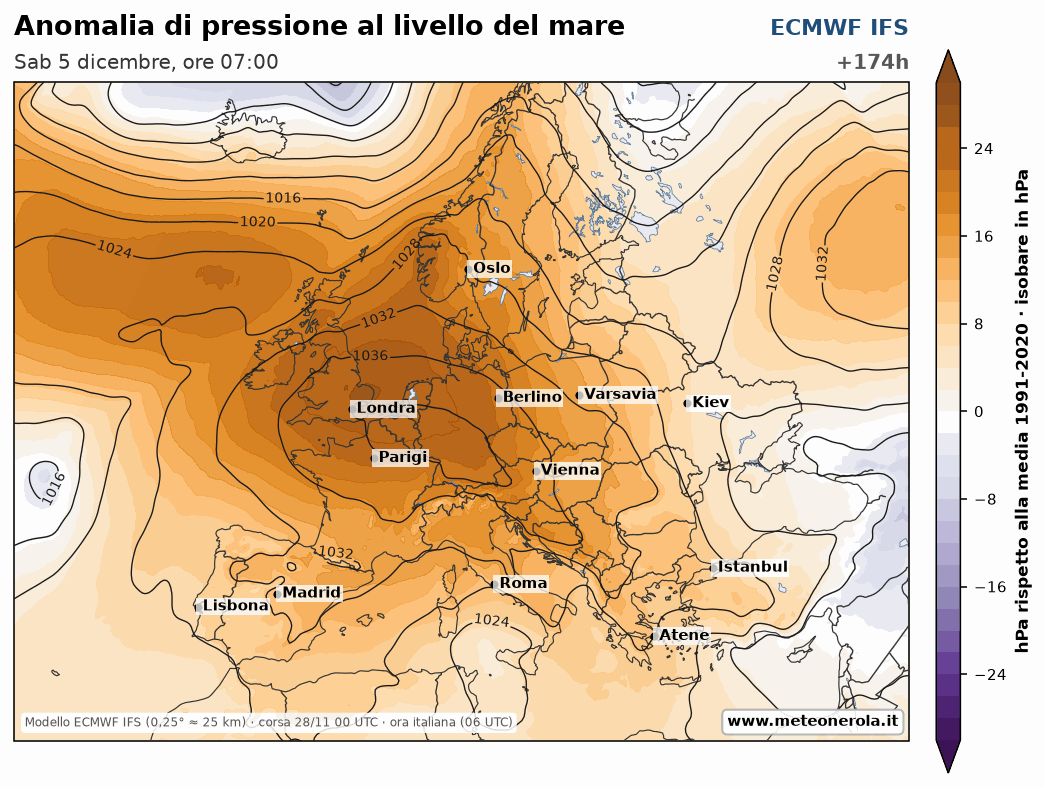 Anomalia di pressione al livello del mare
ECMWF IFS
Sab 5 dicembre, ore 07:00
+174h
1016
1020
1024
1028
1032
1036
1028
1032
1016
1032
1024
Oslo
Londra
Berlino
Varsavia
Kiev
Parigi
Vienna
Istanbul
Roma
Madrid
Lisbona
Atene
24
16
8
0
−8
−16
−24
hPa rispetto alla media 1991-2020 · isobare in hPa
Modello ECMWF IFS (0,25° ≈ 25 km) · corsa 28/11 00 UTC · ora italiana (06 UTC)
www.meteonerola.it